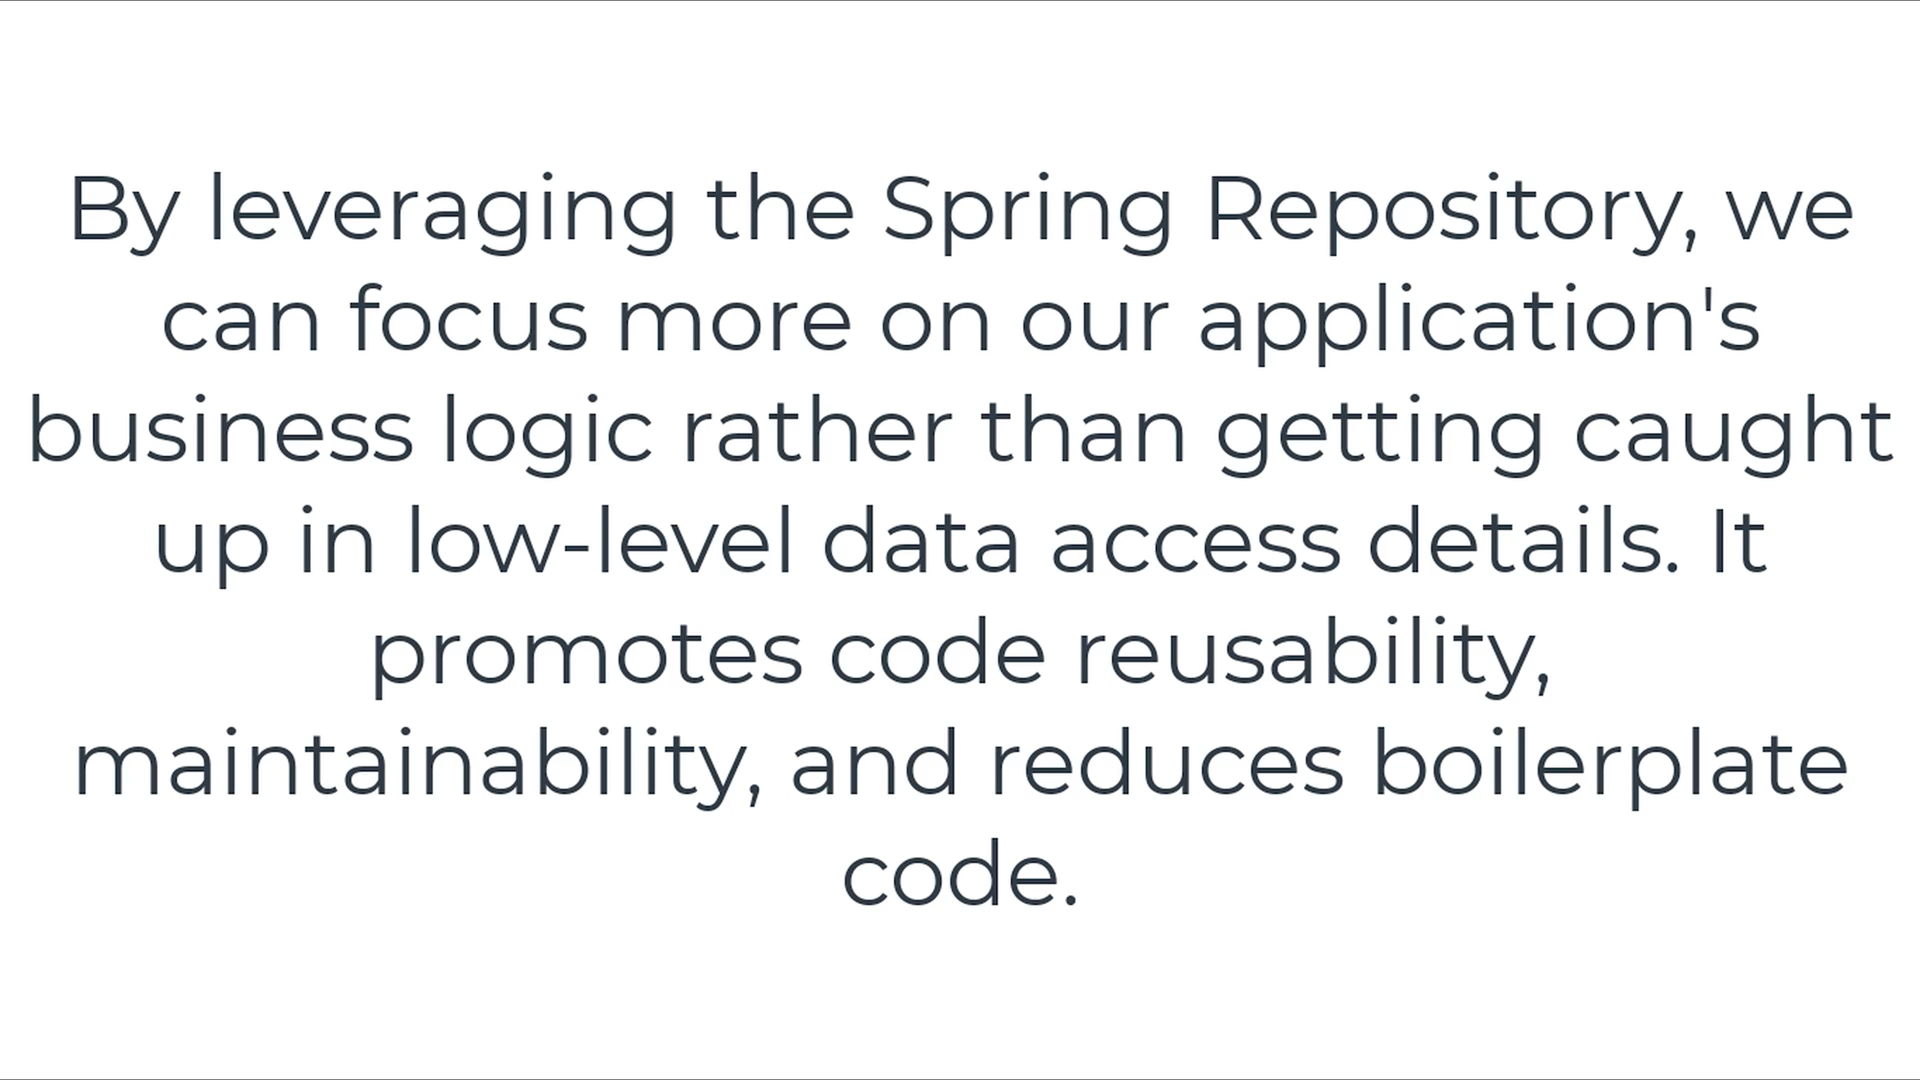 By leveraging the Spring Repository, we
can focus more on our application's
business logic rather than getting caught
up in low-level data access details. It
promotes code reusability,
maintainability, and reduces boilerplate
code.